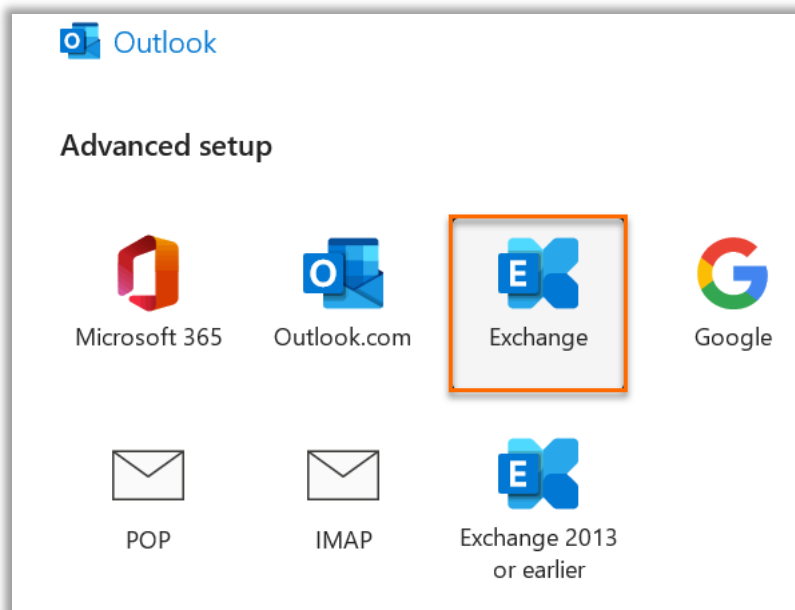 Outlook
Advanced setup
Microsoft 365
Outlook.com
Exchange
Google
POP
IMAP
Exchange 2013
or earlier